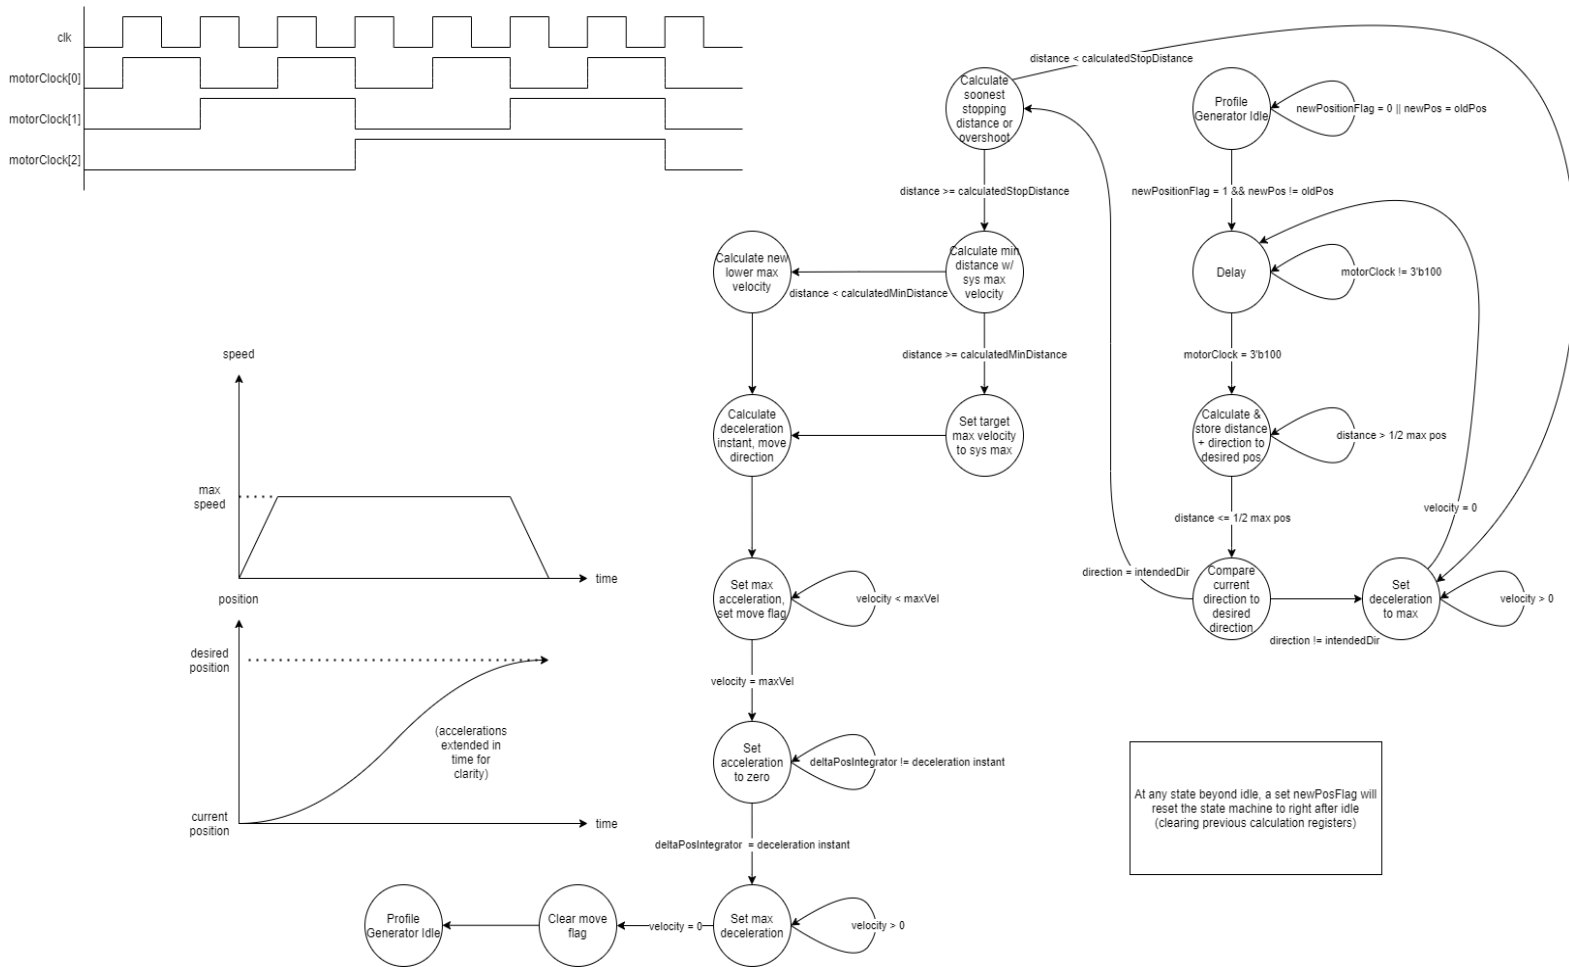 clk
motorClock[0]
motorClock[1]
motorClock[2]
distance < calculatedStopDistance
Calculate
soonest
stopping
distance or
overshoot
Profile
Generator Idle
newPositionFlag = 0 || newPos = oldPos
distance >= calculatedStopDistance
newPositionFlag = 1 && newPos != oldPos
Calculate new
lower max
velocity
Calculate min
distance w/
sys max
velocity
distance < calculatedMinDistance
Delay
motorClock != 3'b100
distance >= calculatedMinDistance
motorClock = 3'b100
speed
Calculate
deceleration
instant, move
direction
Set target
max velocity
to sys max
Calculate &
store distance
+ direction to
desired pos
distance > 1/2 max pos
max
speed
velocity = 0
distance <= 1/2 max pos
time
position
Set max
acceleration,
set move flag
velocity < maxVel
direction = intendedDir
Compare
current
direction to
desired
direction
Set
deceleration
to max
velocity > 0
direction != intendedDir
desired
position
velocity = maxVel
(accelerations
extended in
time for
clarity)
Set
acceleration
to zero
deltaPosIntegrator != deceleration instant
At any state beyond idle, a set newPosFlag will
reset the state machine to right after idle
(clearing previous calculation registers)
current
position
time
deltaPosIntegrator = deceleration instant
Profile
Generator Idle
Clear move
flag
velocity = 0
Set max
deceleration
velocity > 0